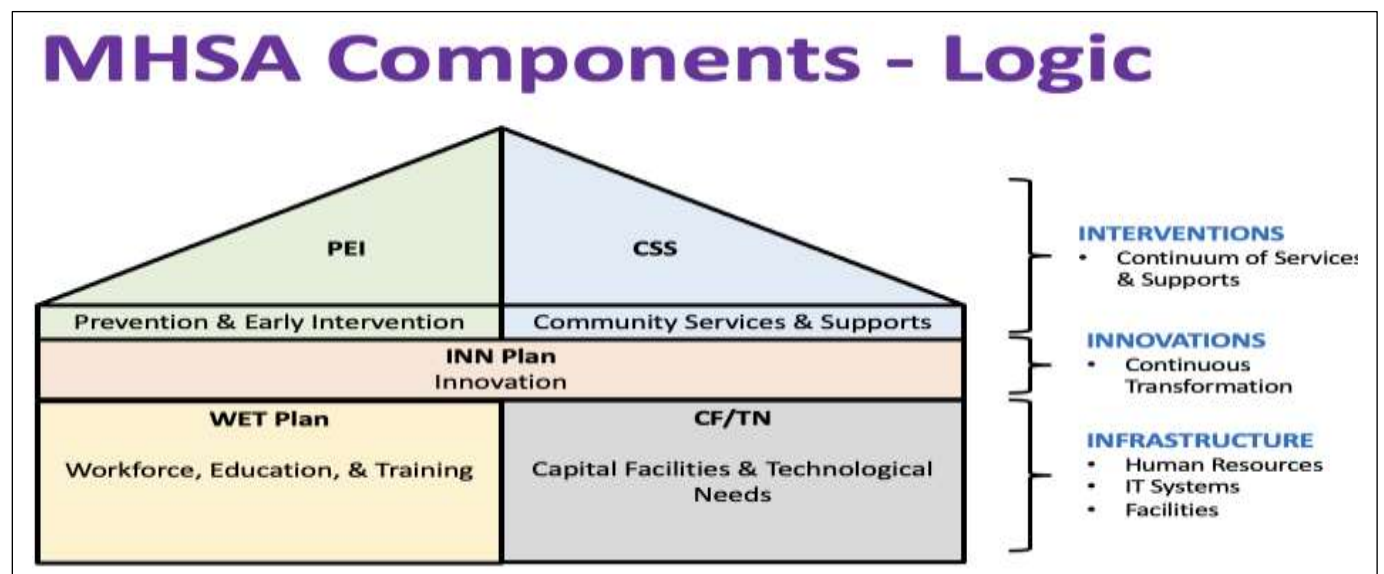 MHSA Components - Logic
PEI
CSS
Prevention & Early Intervention
Community Services & Supports
INN Plan
Innovation
WET Plan
Workforce, Education, & Training
CF/TN
Capital Facilities & Technological
Needs
INTERVENTIONS
• Continuum of Services
& Supports
INNOVATIONS
• Continuous
Transformation
INFRASTRUCTURE
• Human Resources
• IT Systems
• Facilities